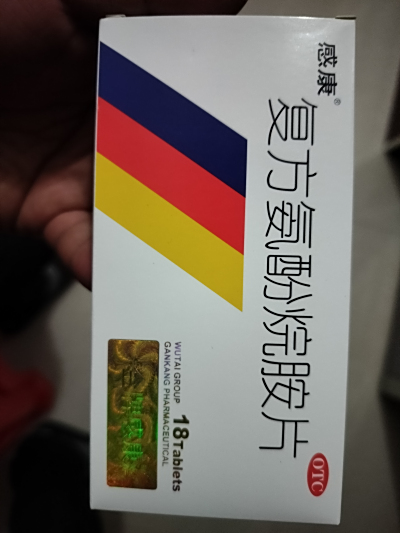 感康®
复方氨酚烷胺片
OTC
18Tablets
WUTAI GROUP
GANKANG PHARMACEUTICAL